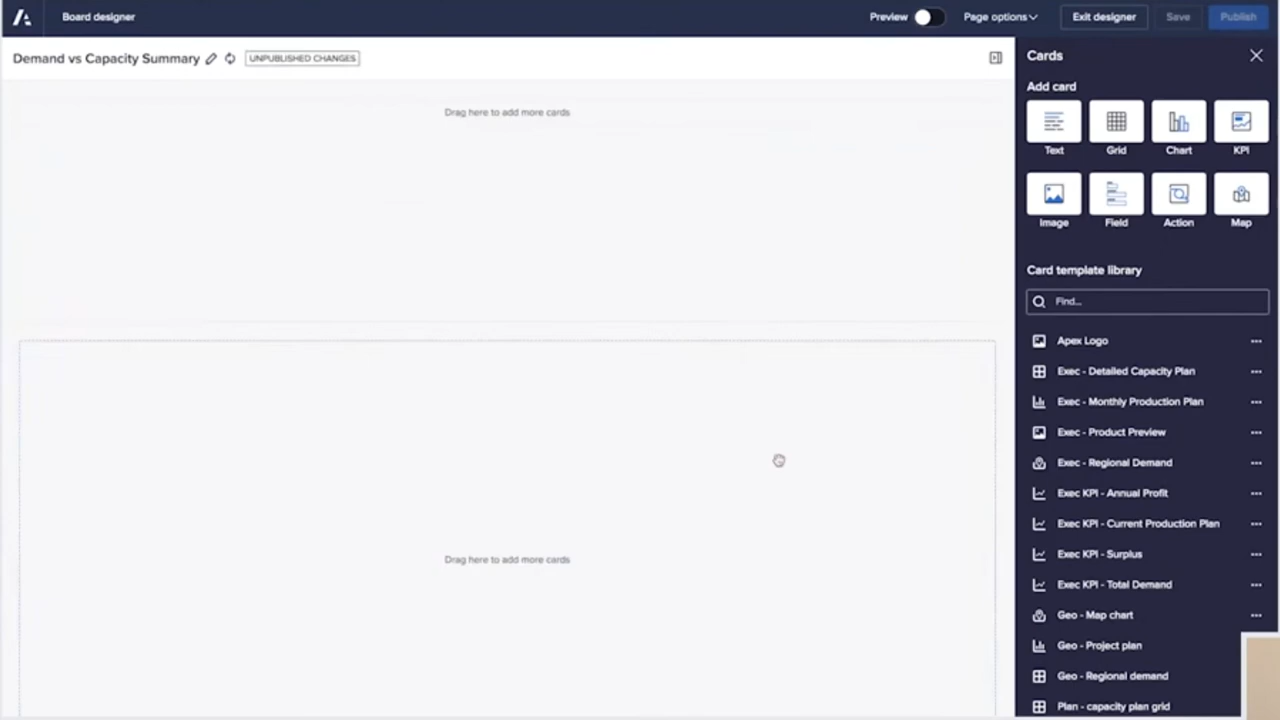 Board designer
Preview
Page options
Exit designer
Save
Publish
Demand vs Capacity Summary
UNPUBLISHED CHANGES
Drag here to add more cards
Drag here to add more cards
Cards
Add card
Text
Grid
Chart
KPI
Image
Field
Action
Map
Card template library
Find...
Apex Logo
Exec - Detailed Capacity Plan
Exec - Monthly Production Plan
Exec - Product Preview
Exec - Regional Demand
Exec KPI - Annual Profit
Exec KPI - Current Production Plan
Exec KPI - Surplus
Exec KPI - Total Demand
Geo - Map chart
Geo - Project plan
Geo - Regional demand
Plan - capacity plan grid